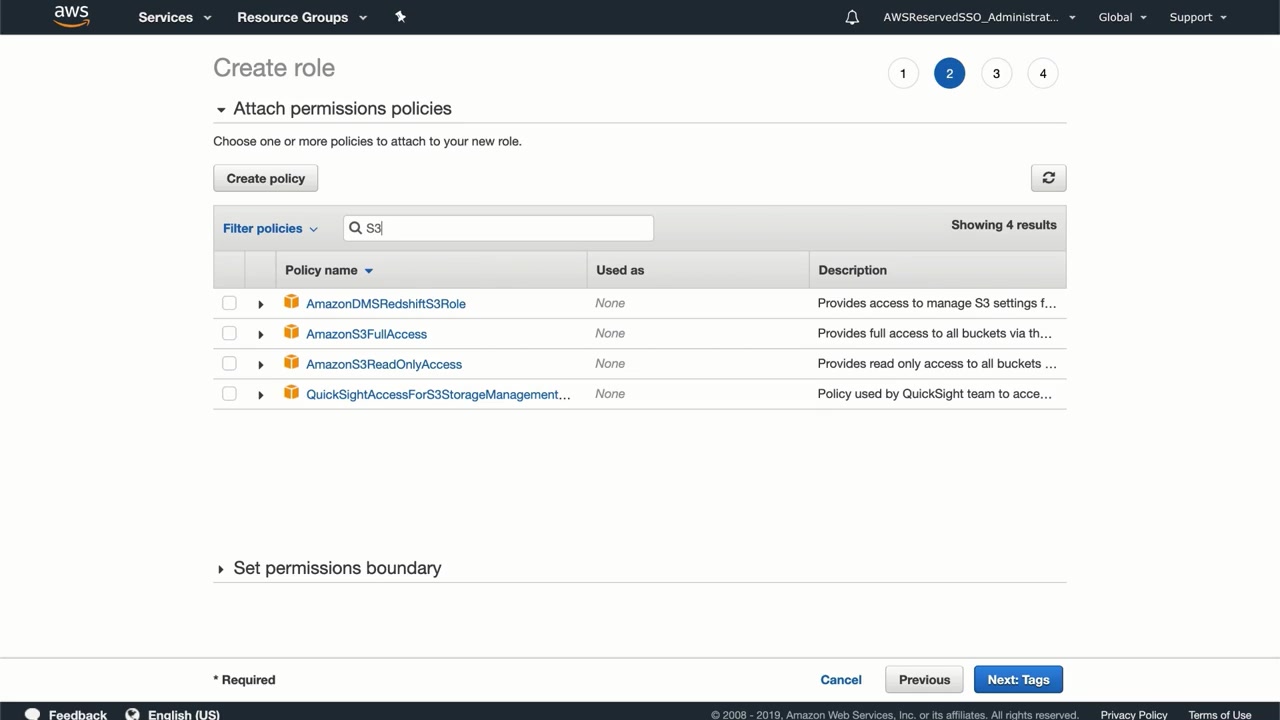 aws Services Resource Groups AWSReservedSSO_Administrat... Global Support
Create role
1 2 3 4
Attach permissions policies
Choose one or more policies to attach to your new role.
Create policy
Filter policies S3 Showing 4 results
Policy name Used as Description
AmazonDMSRedshiftS3Role None Provides access to manage S3 settings f...
AmazonS3FullAccess None Provides full access to all buckets via th...
AmazonS3ReadOnlyAccess None Provides read only access to all buckets ...
QuickSightAccessForS3StorageManagement... None Policy used by QuickSight team to acce...
Set permissions boundary
* Required Cancel Previous Next: Tags
Feedback English (US) © 2008 - 2019, Amazon Web Services, Inc. or its affiliates. All rights reserved. Privacy Policy Terms of Use